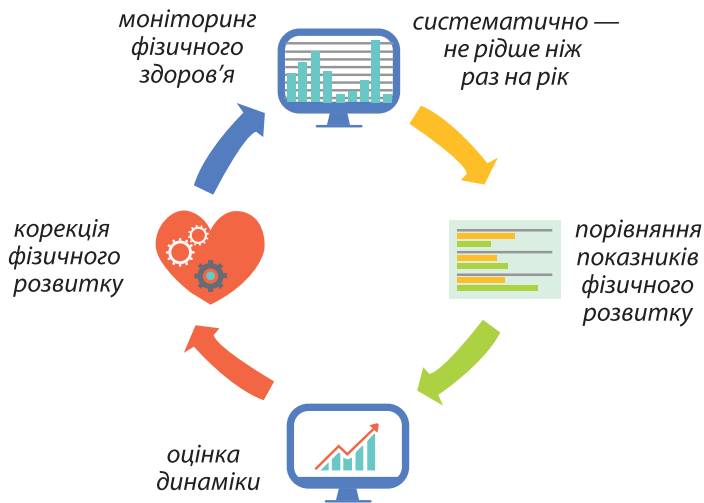 моніторинг
фізичного
здоров’я
систематично —
не рідше ніж
раз на рік
порівняння
показників
фізичного
розвитку
оцінка
динаміки
корекція
фізичного
розвитку